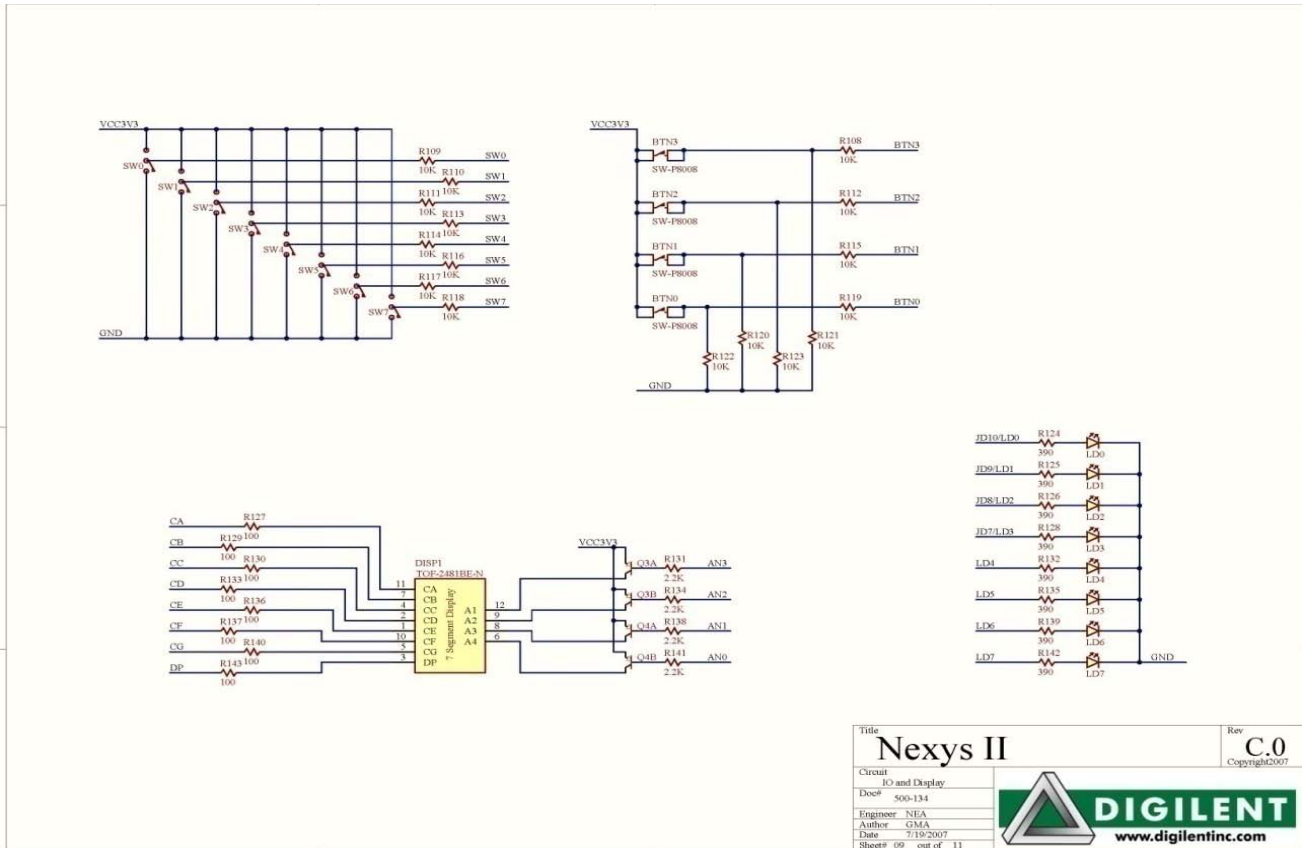 VCC3V3
SW0
SW1
SW2
SW3
SW4
SW5
SW6
SW7
GND
R109
10K
SW0
R110
10K
SW1
R111
10K
SW2
R113
10K
SW3
R114
10K
SW4
R116
10K
SW5
R117
10K
SW6
R118
10K
SW7
VCC3V3
BTN3
SW-P8008
BTN2
SW-P8008
BTN1
SW-P8008
BTN0
SW-P8008
R108
10K
BTN3
R112
10K
BTN2
R115
10K
BTN1
R119
10K
BTN0
R120
10K
R121
10K
R122
10K
R123
10K
GND
JD10/LD0
R124
390
LD0
JD9/LD1
R125
390
LD1
JD8/LD2
R126
390
LD2
JD7/LD3
R128
390
LD3
LD4
R132
390
LD4
LD5
R135
390
LD5
LD6
R139
390
LD6
LD7
R142
390
LD7
GND
CA
R127
100
CB
R129
100
CC
R130
100
CD
R133
100
CE
R136
100
CF
R137
100
CG
R140
100
DP
R143
100
DISP1
TOF-2481BE-N
11 CA
7 CB
4 CC
2 CD
1 CE
10 CF
5 CG
3 DP
7 Segment Display
A1 12
A2 9
A3 8
A4 6
VCC3V3
Q3A
R131
2.2K
AN3
Q3B
R134
2.2K
AN2
Q4A
R138
2.2K
AN1
Q4B
R141
2.2K
AN0
Title
Nexys II
Rev
C.0
Copyright2007
Circuit
IO and Display
Doc# 500-134
Engineer NEA
Author GMA
Date 7/19/2007
Sheet# 09 out of 11
DIGILENT
www.digilentinc.com